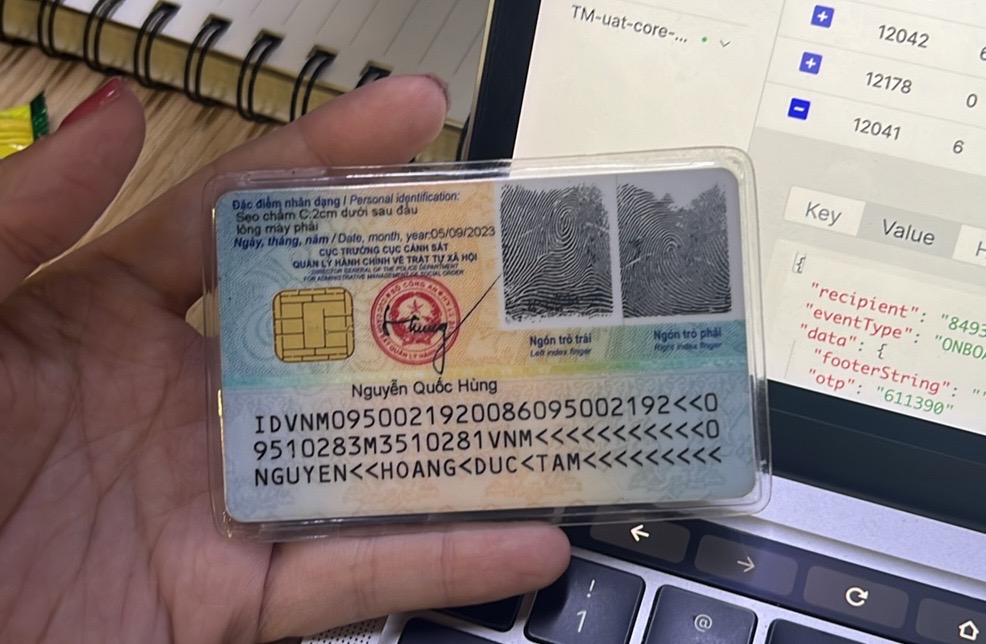 TM-uat-core-...
12042
12178
0
12041
6
Key
Value
{
"recipient": "8493
"eventType": "ONBOA
"data": {
"footerString": "
"otp": "611390"
Đặc điểm nhân dạng / Personal identification:
Sẹo chấm C:2cm dưới sau đầu
lông mày phải
Ngày, tháng, năm / Date, month, year:05/09/2023
CỤC TRƯỞNG CỤC CẢNH SÁT
QUẢN LÝ HÀNH CHÍNH VỀ TRẬT TỰ XÃ HỘI
DIRECTOR GENERAL OF THE POLICE DEPARTMENT
FOR ADMINISTRATIVE MANAGEMENT OF SOCIAL ORDER
BỘ CÔNG AN
Ngón trỏ trái
Left index finger
Ngón trỏ phải
Right index finger
Nguyễn Quốc Hùng
IDVNM0950021920086095002192<<0
9510283M3510281VNM<<<<<<<<<<<0
NGUYEN<<HOANG<DUC<TAM<<<<<<<<<
!
1
@